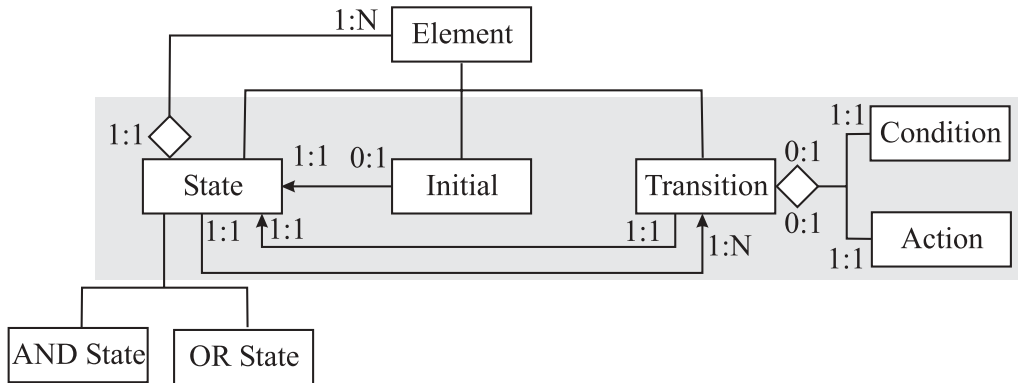 1:N
Element
1:1
1:1
Condition
1:1
0:1
0:1
State
Initial
Transition
1:1
1:1
1:1
1:N
0:1
Action
1:1
AND State
OR State